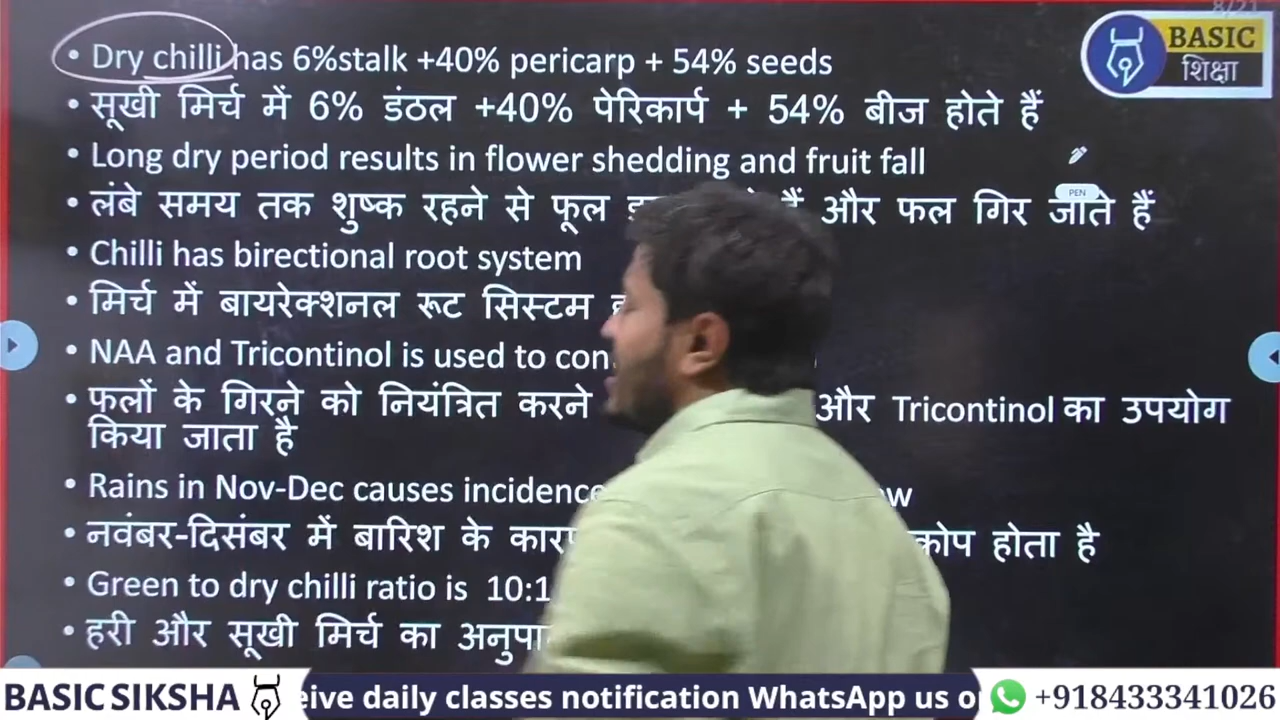 8/21
BASIC
शिक्षा
• Dry chilli has 6%stalk +40% pericarp + 54% seeds
• सूखी मिर्च में 6% डंठल +40% पेरिकार्प + 54% बीज होते हैं
• Long dry period results in flower shedding and fruit fall
PEN
• लंबे समय तक शुष्क रहने से फूल हैं और फल गिर जाते हैं
• Chilli has birectional root system
• मिर्च में बायरेक्शनल रूट सिस्टम
• NAA and Tricontinol is used to
• फलों के गिरने को नियंत्रित करने और Tricontinol का उपयोग
किया जाता है
• Rains in Nov-Dec causes incidence
• नवंबर-दिसंबर में बारिश के होता है
• Green to dry chilli ratio is 10:1
• हरी और सूखी मिर्च का
BASIC SIKSHA daily classes notification WhatsApp us +918433341026